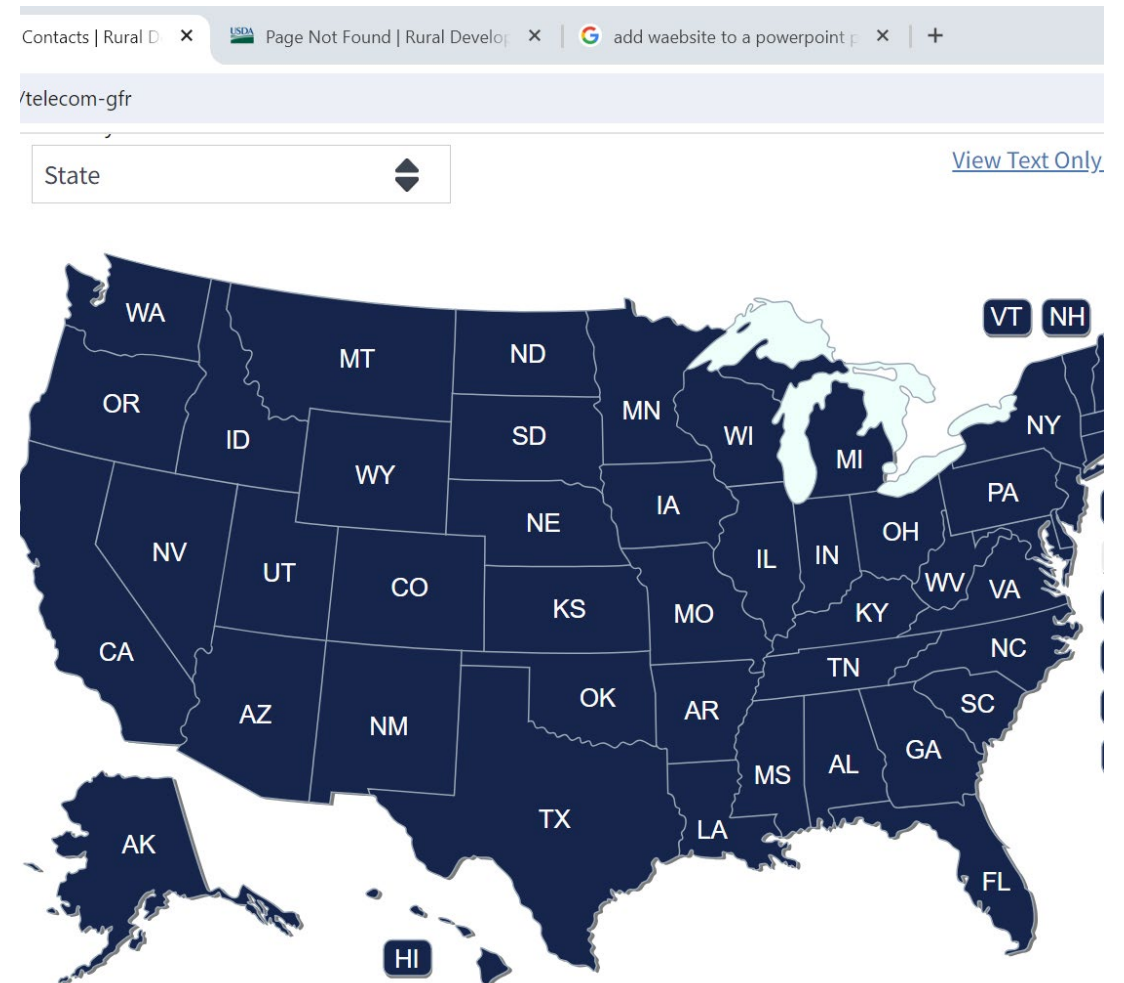 Contacts | Rural D
USDA Page Not Found | Rural Develop
G add waebsite to a powerpoint p
/telecom-gfr
State
View Text Only
WA
VT NH
MT
ND
OR
MN
NY
ID
SD
WI
MI
WY
PA
IA
NE
OH
NV
UT
CO
IL
IN
WV
VA
KS
MO
KY
CA
NC
TN
OK
AZ
NM
AR
SC
GA
MS
AL
TX
LA
AK
FL
HI